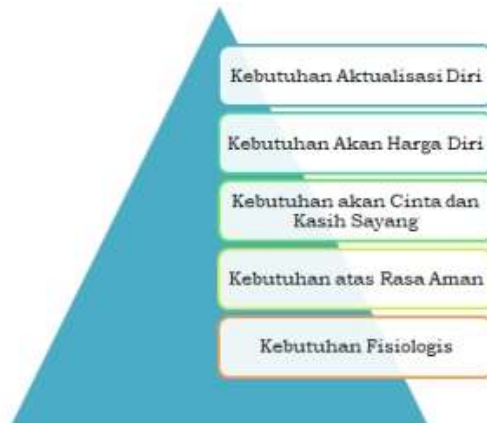 Kebutuhan Aktualisasi Diri
Kebutuhan Akan Harga Diri
Kebutuhan akan Cinta dan
Kasih Sayang
Kebutuhan atas Rasa Aman
Kebutuhan Fisiologis